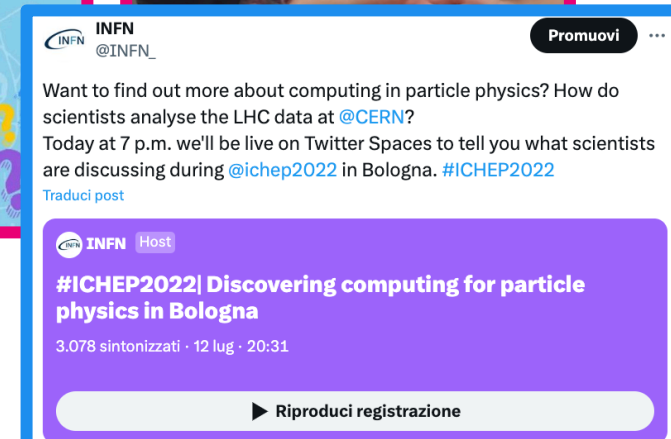 INFN
INFN
@INFN_
Promuovi
Want to find out more about computing in particle physics? How do
scientists analyse the LHC data at @CERN?
Today at 7 p.m. we'll be live on Twitter Spaces to tell you what scientists
are discussing during @ichep2022 in Bologna. #ICHEP2022
Traduci post
INFN INFN Host
#ICHEP2022| Discovering computing for particle
physics in Bologna
3.078 sintonizzati · 12 lug · 20:31
Riproduci registrazione